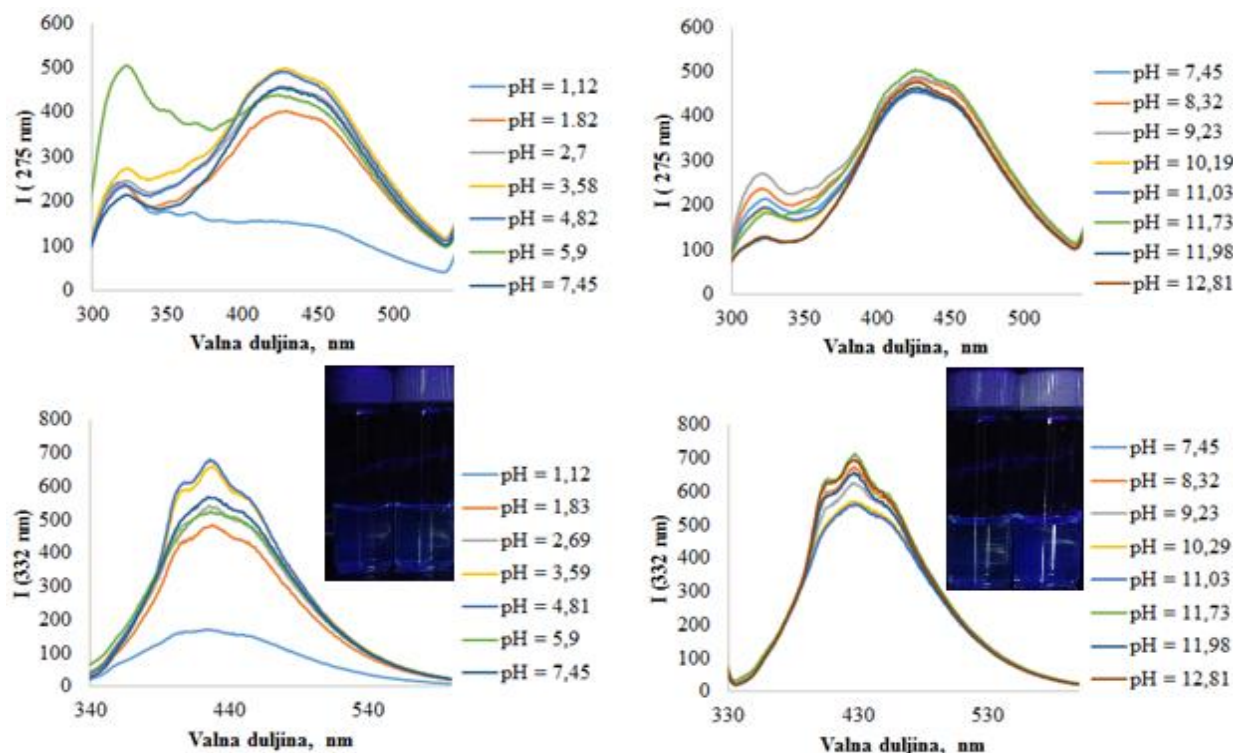 600
500
400
300
200
100
0
I ( 275 nm)
300
350
400
450
500
Valna duljina, nm
pH = 1,12
pH = 1.82
pH = 2,7
pH = 3,58
pH = 4,82
pH = 5,9
pH = 7,45
600
500
400
300
200
100
0
I ( 275 nm)
300
350
400
450
500
Valna duljina, nm
pH = 7,45
pH = 8,32
pH = 9,23
pH = 10,19
pH = 11,03
pH = 11,73
pH = 11,98
pH = 12,81
800
700
600
500
400
300
200
100
0
I (332 nm)
340
440
540
Valna duljina, nm
pH = 1,12
pH = 1,83
pH = 2,69
pH = 3,59
pH = 4,81
pH = 5,9
pH = 7,45
800
700
600
500
400
300
200
100
0
I (332 nm)
330
430
530
Valna duljina, nm
pH = 7,45
pH = 8,32
pH = 9,23
pH = 10,29
pH = 11,03
pH = 11,73
pH = 11,98
pH = 12,81